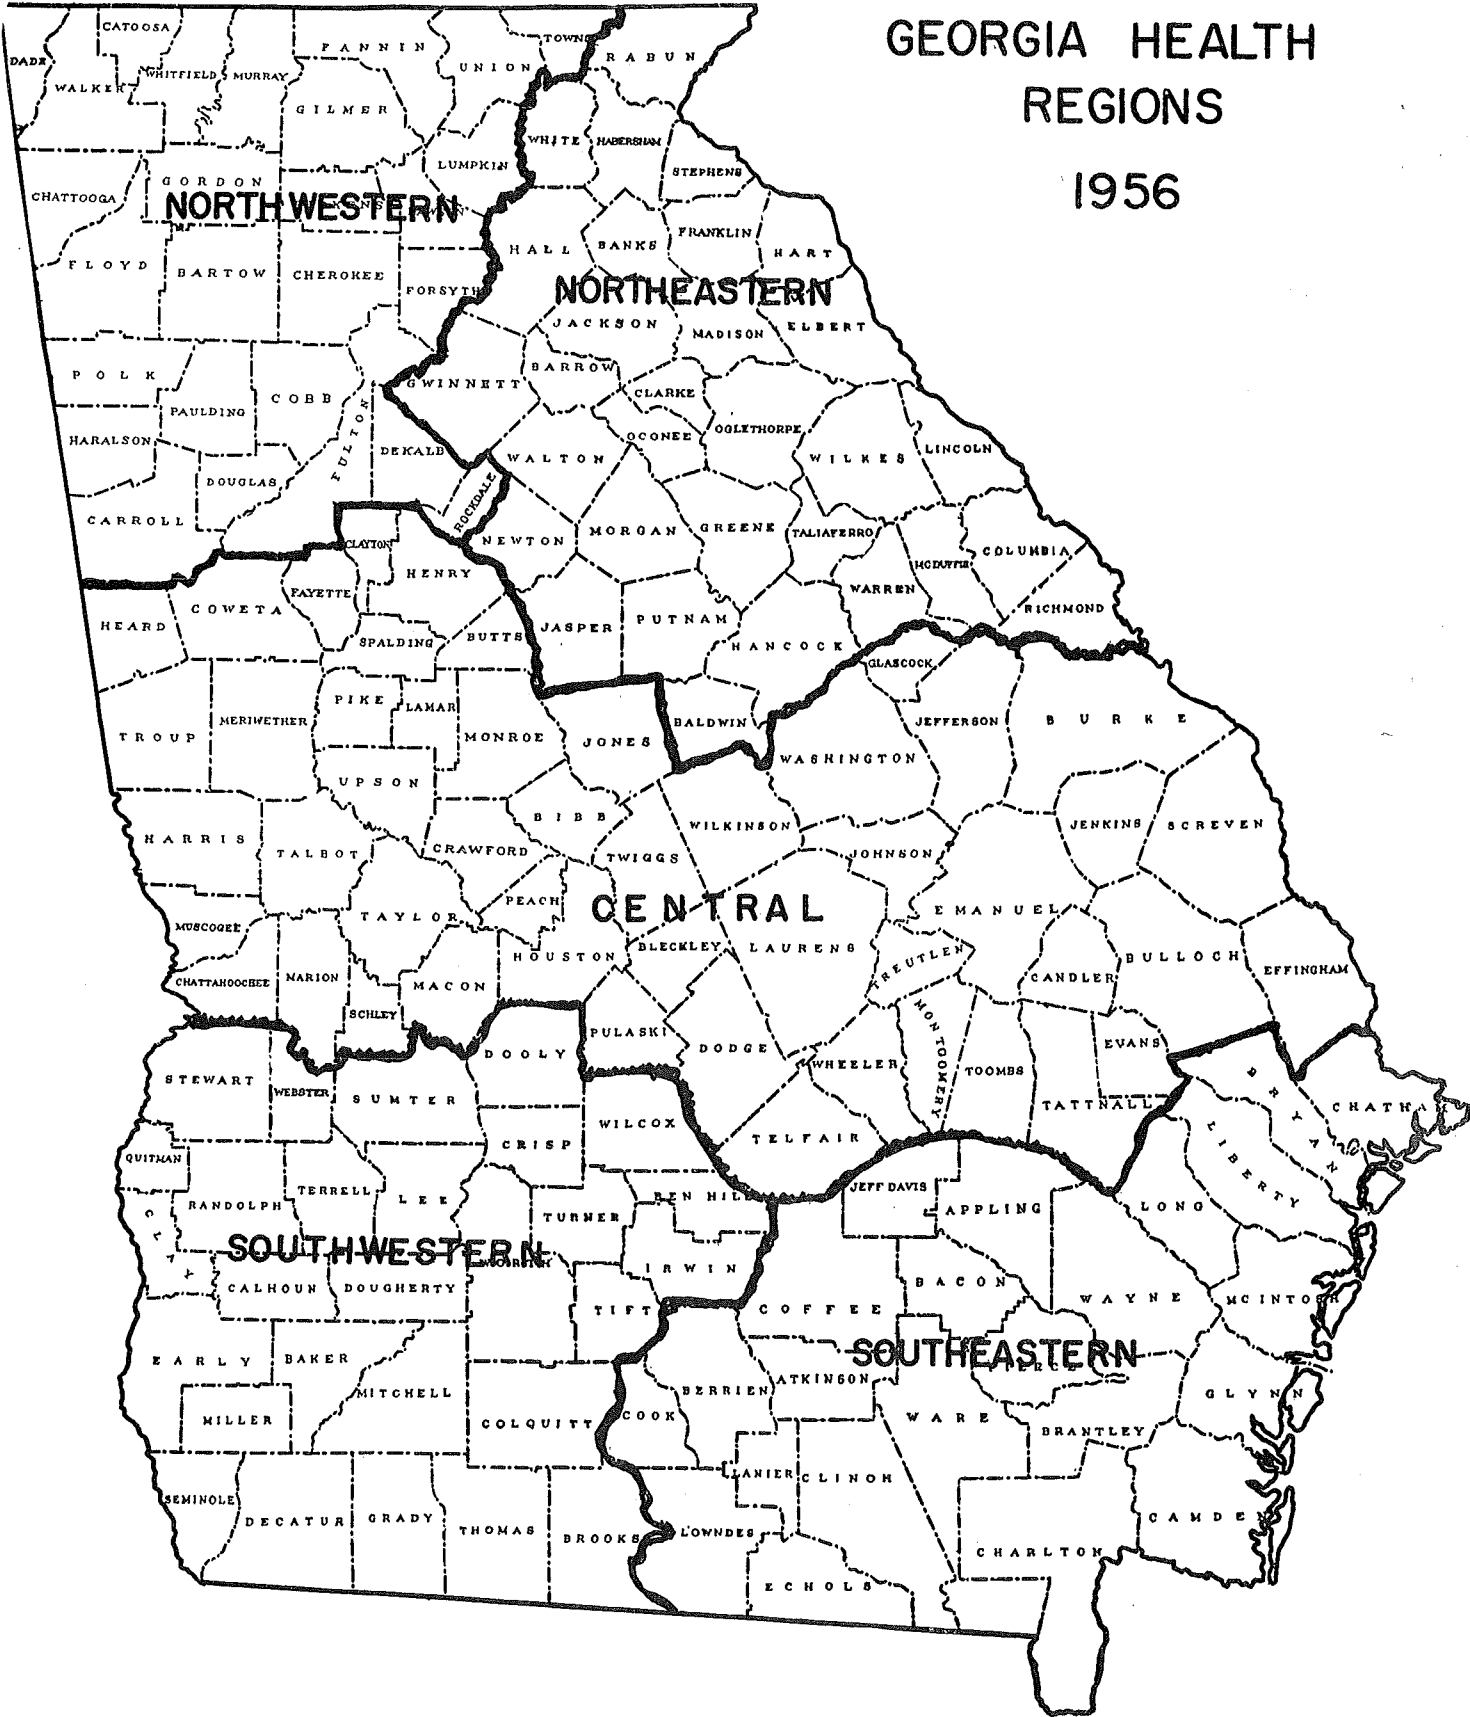 GEORGIA HEALTH
REGIONS
1956
CATOOSA
FANNIN
TOWNS
RABUN
DADE
WALKER
WHITFIELD
MURRAY
UNION
GILMER
WHITE
HABERSHAM
LUMPKIN
STEPHENS
CHATTOOGA
GORDON
NORTHWESTERN
FRANKLIN
HALL
BANKS
HART
FLOYD
BARTOW
CHEROKEE
FORSYTH
NORTHEASTERN
JACKSON
MADISON
ELBERT
POLK
PAULDING
COBB
GWINNETT
BARROW
CLARKE
HARALSON
FULTON
DEKALB
WALTON
OCONEE
OGLETHORPE
WILKES
LINCOLN
DOUGLAS
ROCKDALE
CARROLL
CLAYTON
NEWTON
MORGAN
GREENE
TALIAFERRO
COLUMBIA
MCDUFFIE
HENRY
WARREN
HEARD
COWETA
FAYETTE
RICHMOND
SPALDING
BUTTS
JASPER
PUTNAM
HANCOCK
GLASCOCK
TROUP
MERIWETHER
PIKE
LAMAR
MONROE
JONES
BALDWIN
WASHINGTON
JEFFERSON
BURKE
UPSON
HARRIS
TALBOT
CRAWFORD
BIBB
TWIGGS
WILKINSON
JOHNSON
JENKINS
SCREVEN
PEACH
CENTRAL
EMANUEL
MUSCOGEE
TAYLOR
HOUSTON
BLECKLEY
LAURENS
TREUTLEN
CANDLER
BULLOCH
EFFINGHAM
CHATTAHOOCHEE
MARION
MACON
SCHLEY
PULASKI
DODGE
DOOLY
WHEELER
MONTGOMERY
TOOMBS
EVANS
STEWART
WEBSTER
SUMTER
TATTNALL
BRYAN
CHATHAM
CRISP
WILCOX
TELFAIR
LIBERTY
QUITMAN
RANDOLPH
TERRELL
LEE
TURNER
BEN HILL
JEFF DAVIS
APPLING
LONG
CLAY
SOUTHWESTERN
CALHOUN
DOUGHERTY
WORTH
IRWIN
TIFT
COFFEE
BACON
WAYNE
MCINTOSH
EARLY
BAKER
MITCHELL
SOUTHEASTERN
ATKINSON
BERRIEN
MILLER
COLQUITT
COOK
WARE
BRANTLEY
GLYNN
LANIER
CLINCH
SEMINOLE
DECATUR
GRADY
THOMAS
BROOKS
LOWNDES
CAMDEN
CHARLTON
ECHOLS